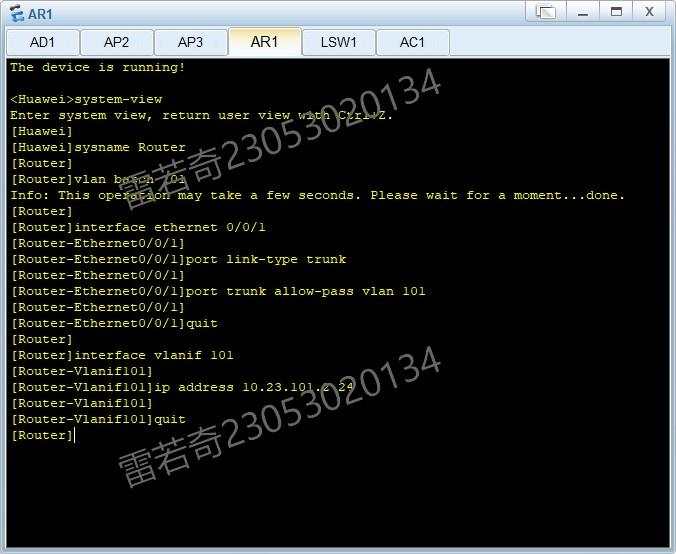 AR1
AD1 AP2 AP3 AR1 LSW1 AC1
The device is running!
<Huawei>system-view
Enter system view, return user view with Ctrl+Z.
[Huawei]
[Huawei]sysname Router
[Router]
[Router]vlan batch 101
Info: This operation may take a few seconds. Please wait for a moment...done.
[Router]
[Router]interface ethernet 0/0/1
[Router-Ethernet0/0/1]
[Router-Ethernet0/0/1]port link-type trunk
[Router-Ethernet0/0/1]
[Router-Ethernet0/0/1]port trunk allow-pass vlan 101
[Router-Ethernet0/0/1]
[Router-Ethernet0/0/1]quit
[Router]
[Router]interface vlanif 101
[Router-Vlanif101]
[Router-Vlanif101]ip address 10.23.101.2 24
[Router-Vlanif101]
[Router-Vlanif101]quit
[Router]
雷若奇23053020134
雷若奇23053020134